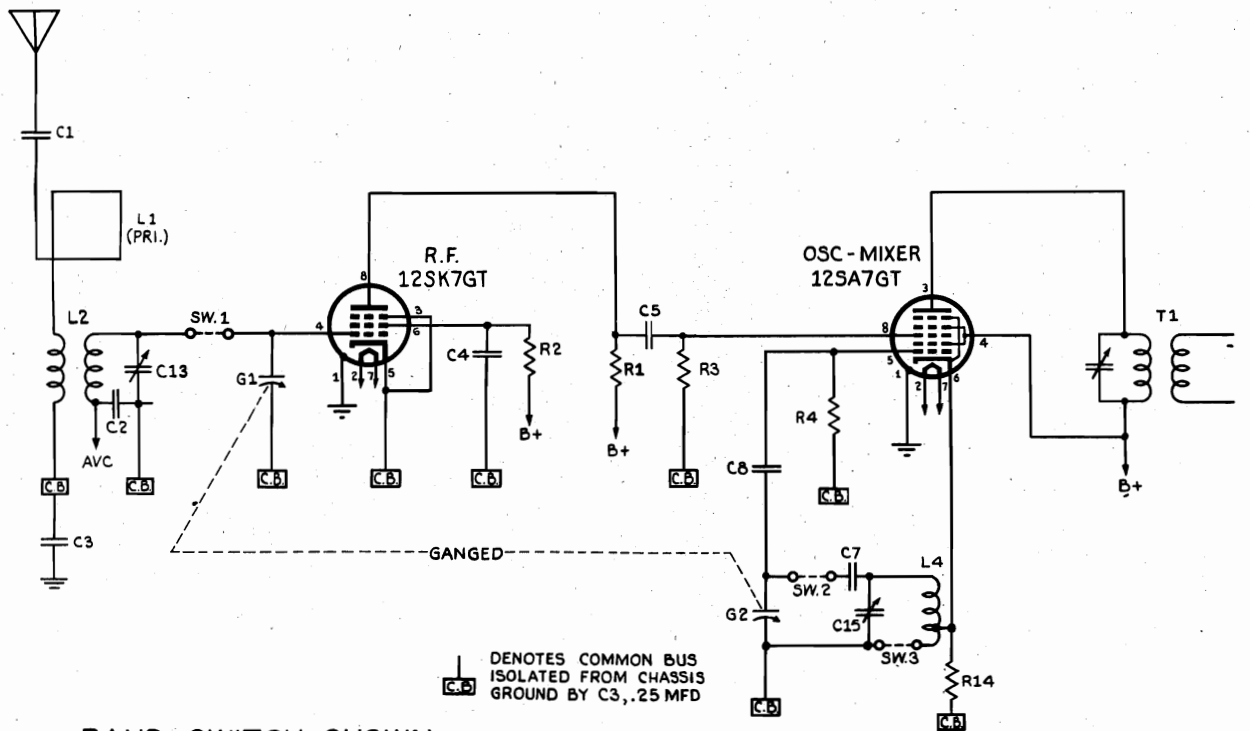 C1
L1
(PRI.)
R.F.
12SK7GT
OSC-MIXER
12SA7GT
8
3
L2
SW.1
4
3
6
C5
8
4
T1
C13
G1
C4
R2
R1
R3
5
1
2
7
5
1
2
7
6
C2
R4
AVC
B+
B+
C8
B+
C.B
C.B.
C.B.
C.B.
C.B.
C.B.
C.B.
C3
GANGED
C7
L4
SW.2
G2
C15
SW.3
DENOTES COMMON BUS
C.B
ISOLATED FROM CHASSIS
GROUND BY C3,.25 MFD
R14
C.B.
C.B.